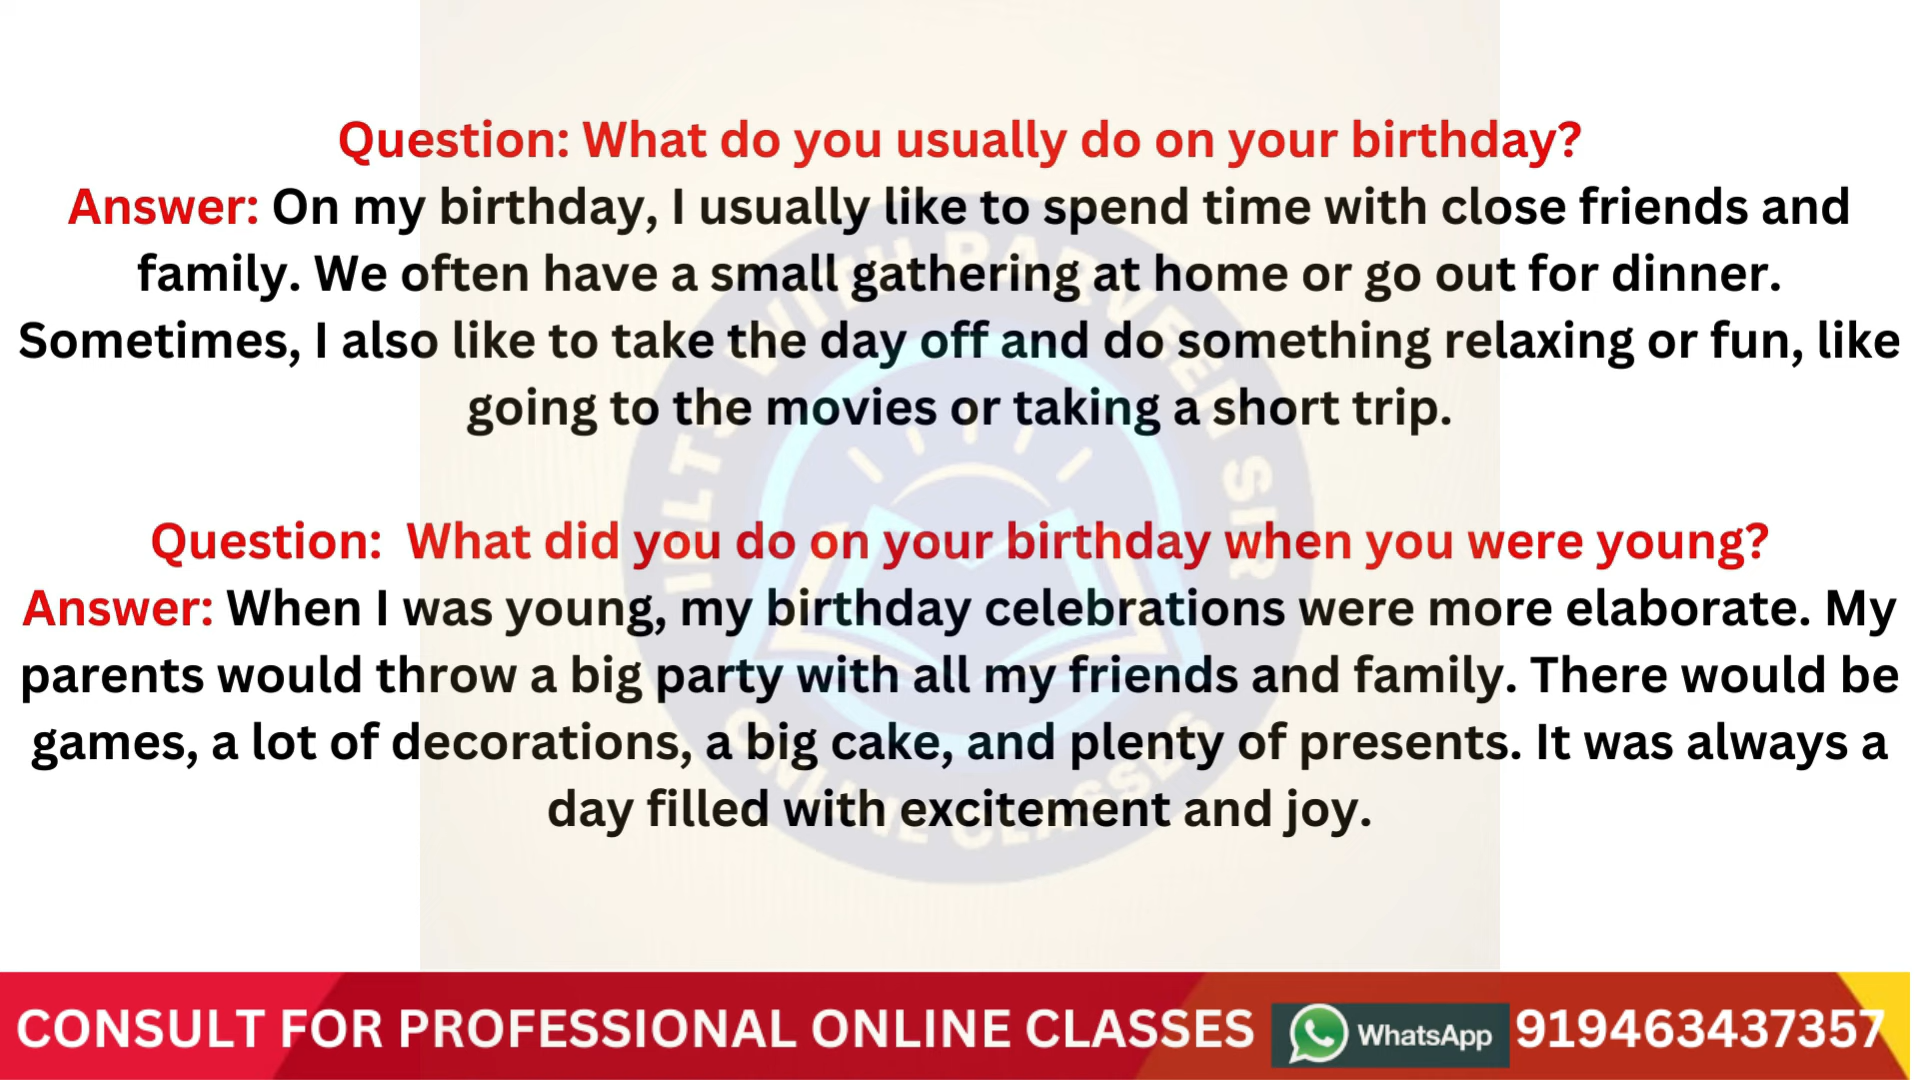 Question: What do you usually do on your birthday?
Answer: On my birthday, I usually like to spend time with close friends and
family. We often have a small gathering at home or go out for dinner.
Sometimes, I also like to take the day off and do something relaxing or fun, like
going to the movies or taking a short trip.
Question: What did you do on your birthday when you were young?
Answer: When I was young, my birthday celebrations were more elaborate. My
parents would throw a big party with all my friends and family. There would be
games, a lot of decorations, a big cake, and plenty of presents. It was always a
day filled with excitement and joy.
IELTS WITH PARVEEN SIR
ONLINE CLASSES
CONSULT FOR PROFESSIONAL ONLINE CLASSES WhatsApp 919463437357